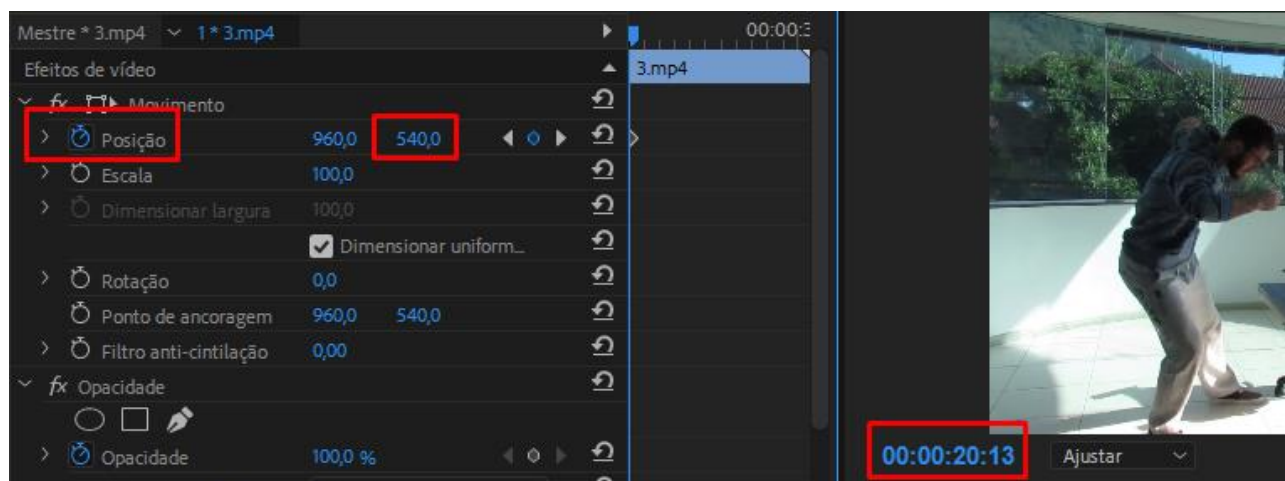 Mestre * 3.mp4 1 * 3.mp4 00:00:3
Efeitos de vídeo 3.mp4
fx Movimento
Posição 960,0 540,0
Escala 100,0
Dimensionar largura 100,0
Dimensionar uniform...
Rotação 0,0
Ponto de ancoragem 960,0 540,0
Filtro anti-cintilação 0,00
fx Opacidade
Opacidade 100,0 %
00:00:20:13 Ajustar